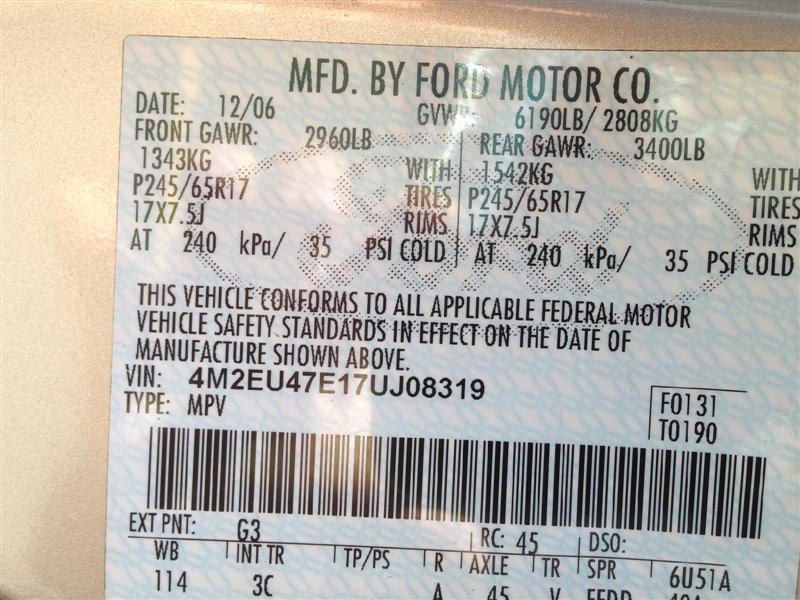 MFD. BY FORD MOTOR CO.
DATE: 12/06 GVW 6190LB/ 2808KG
FRONT GAWR: 2960LB REAR GAWR: 3400LB
1343KG WITH 1542KG WITH
P245/65R17 TIRES P245/65R17 TIRES
17X7.5J RIMS 17X7.5J RIMS
AT 240 kPa/ 35 PSI COLD AT 240 kPa/ 35 PSI COLD
THIS VEHICLE CONFORMS TO ALL APPLICABLE FEDERAL MOTOR
VEHICLE SAFETY STANDARDS IN EFFECT ON THE DATE OF
MANUFACTURE SHOWN ABOVE.
VIN: 4M2EU47E17UJ08319
TYPE: MPV
F0131
T0190
EXT PNT: G3 RC: 45 DSO:
WB INT TR TP/PS R AXLE TR SPR 6U51A
114 3C A 45 V